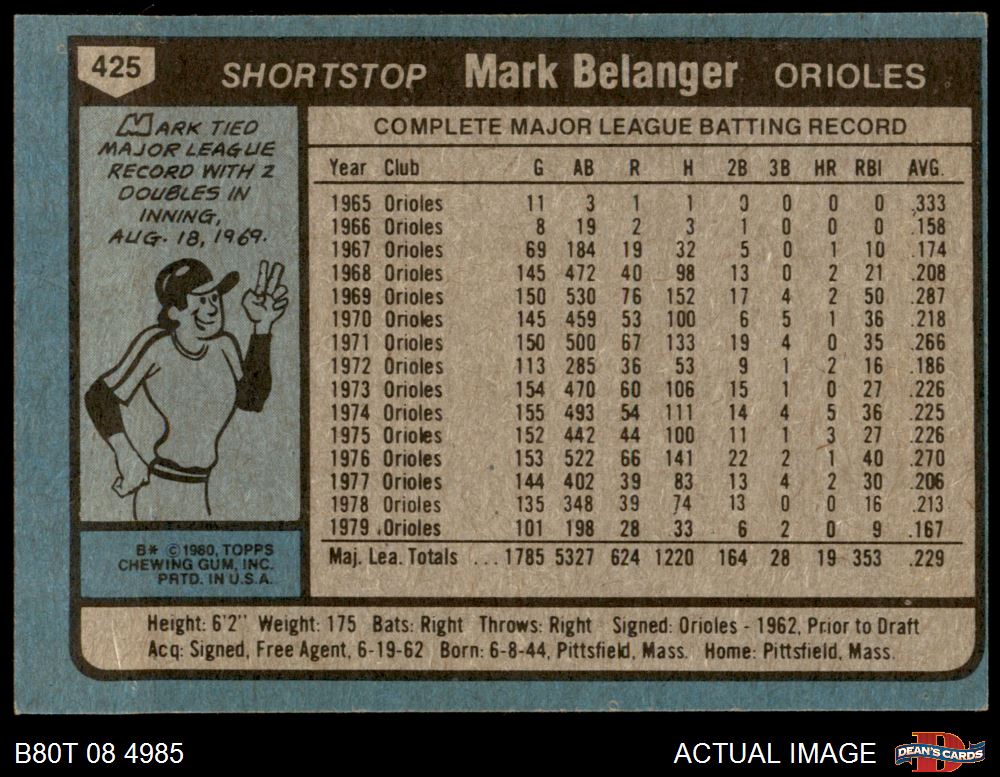 425 SHORTSTOP Mark Belanger ORIOLES
MARK TIED
MAJOR LEAGUE
RECORD WITH 2
DOUBLES IN
INNING,
AUG. 18, 1969.
B* © 1980, TOPPS
CHEWING GUM, INC.
PRTD. IN U.S.A.
COMPLETE MAJOR LEAGUE BATTING RECORD
Year Club G AB R H 2B 3B HR RBI AVG.
1965 Orioles 11 3 1 1 0 0 0 0 .333
1966 Orioles 8 19 2 3 1 0 0 0 .158
1967 Orioles 69 184 19 32 5 0 1 10 .174
1968 Orioles 145 472 40 98 13 0 2 21 .208
1969 Orioles 150 530 76 152 17 4 2 50 .287
1970 Orioles 145 459 53 100 6 5 1 36 .218
1971 Orioles 150 500 67 133 19 4 0 35 .266
1972 Orioles 113 285 36 53 9 1 2 16 .186
1973 Orioles 154 470 60 106 15 1 0 27 .226
1974 Orioles 155 493 54 111 14 4 5 36 .225
1975 Orioles 152 442 44 100 11 1 3 27 .226
1976 Orioles 153 522 66 141 22 2 1 40 .270
1977 Orioles 144 402 39 83 13 4 2 30 .206
1978 Orioles 135 348 39 74 13 0 0 16 .213
1979 Orioles 101 198 28 33 6 2 0 9 .167
Maj. Lea. Totals ... 1785 5327 624 1220 164 28 19 353 .229
Height: 6'2" Weight: 175 Bats: Right Throws: Right Signed: Orioles - 1962, Prior to Draft
Acq: Signed, Free Agent, 6-19-62 Born: 6-8-44, Pittsfield, Mass. Home: Pittsfield, Mass.
B80T 08 4985 ACTUAL IMAGE DEAN'S CARDS